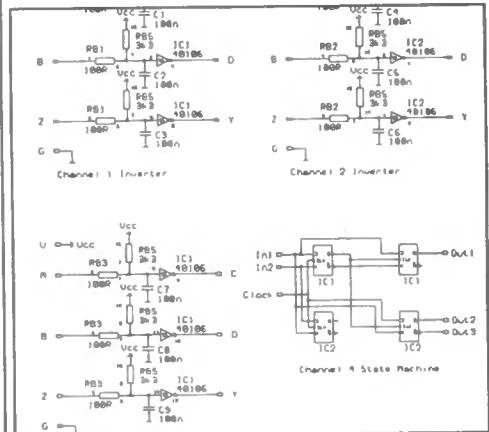 C1
100n
Vcc
RB5
3k3
IC1
40106
B
RB1
D
100R
C2
100n
Vcc
RB5
3k3
IC1
40106
Z
RB1
Y
100R
C3
100n
G
Channel 1 Inverter
C4
100n
Vcc
RB5
3k3
IC2
40106
B
RB2
D
100R
C5
100n
Vcc
RB5
3k3
IC2
40106
Z
RB2
Y
100R
C6
100n
G
Channel 2 Inverter
Vcc
V
Vcc
RB5
3k3
IC1
40106
A
RB3
C
100R
C7
100n
RB5
3k3
IC1
40106
B
RB3
D
100R
Vcc
C8
100n
RB5
3k3
IC1
40106
Z
RB3
Y
100R
C9
100n
G
In1
In2
Clock
IC1
IC1
IC2
IC2
Out1
Out2
Out3
Channel 4 State Machine